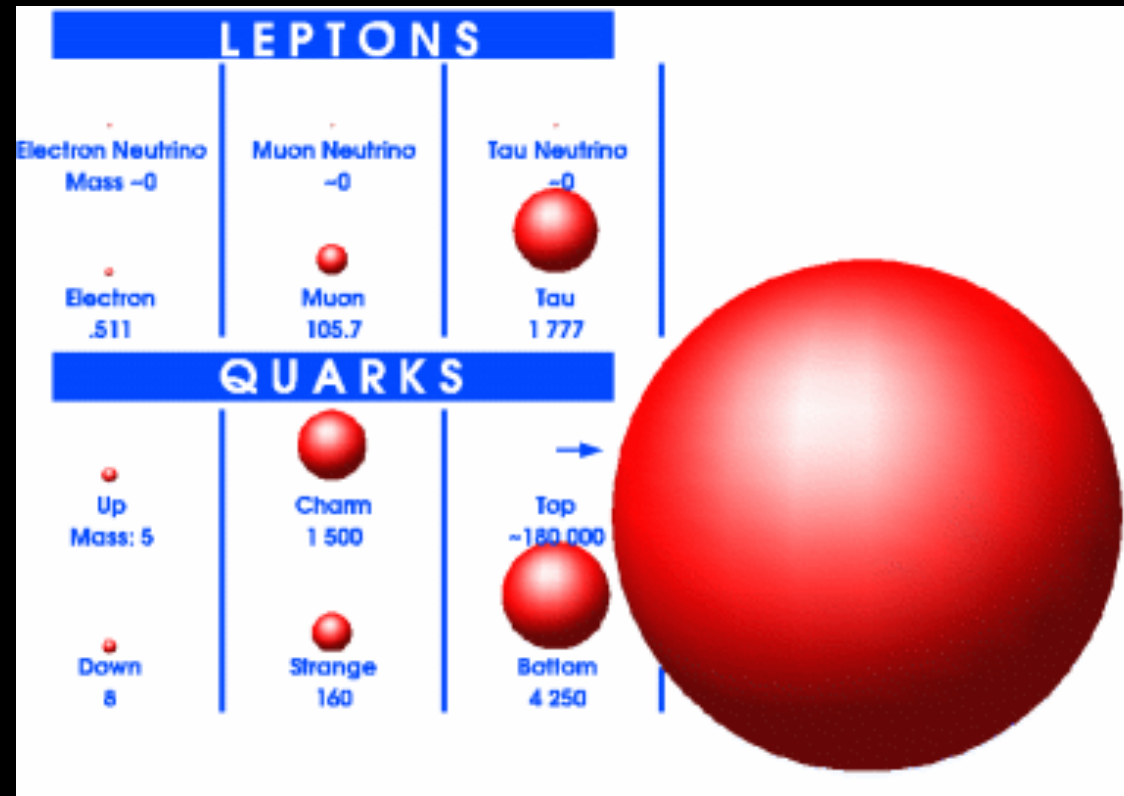 LEPTONS
Electron Neutrino Muon Neutrino Tau Neutrino
Mass ~0 ~0 ~0
Electron Muon Tau
.511 105.7 1 777
QUARKS
Up Charm Top
Mass: 5 1 500 ~180 000
Down Strange Bottom
8 160 4 250